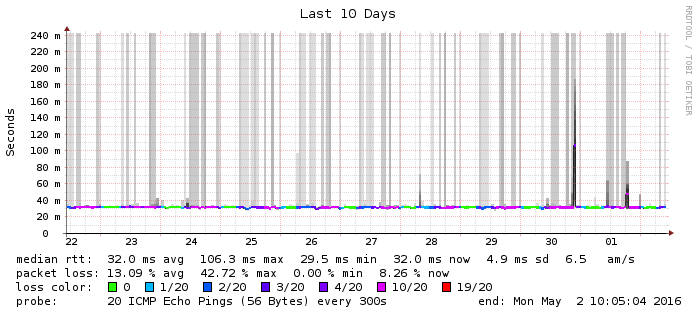 Last 10 Days
RRDTOOL / TOBI OETIKER
Seconds
240 m
220 m
200 m
180 m
160 m
140 m
120 m
100 m
80 m
60 m
40 m
20 m
0
22 23 24 25 26 27 28 29 30 01
median rtt: 32.0 ms avg 106.3 ms max 29.5 ms min 32.0 ms now 4.9 ms sd 6.5 am/s
packet loss: 13.09 % avg 42.72 % max 0.00 % min 8.26 % now
loss color: 0 1/20 2/20 3/20 4/20 10/20 19/20
probe: 20 ICMP Echo Pings (56 Bytes) every 300s end: Mon May 2 10:05:04 2016